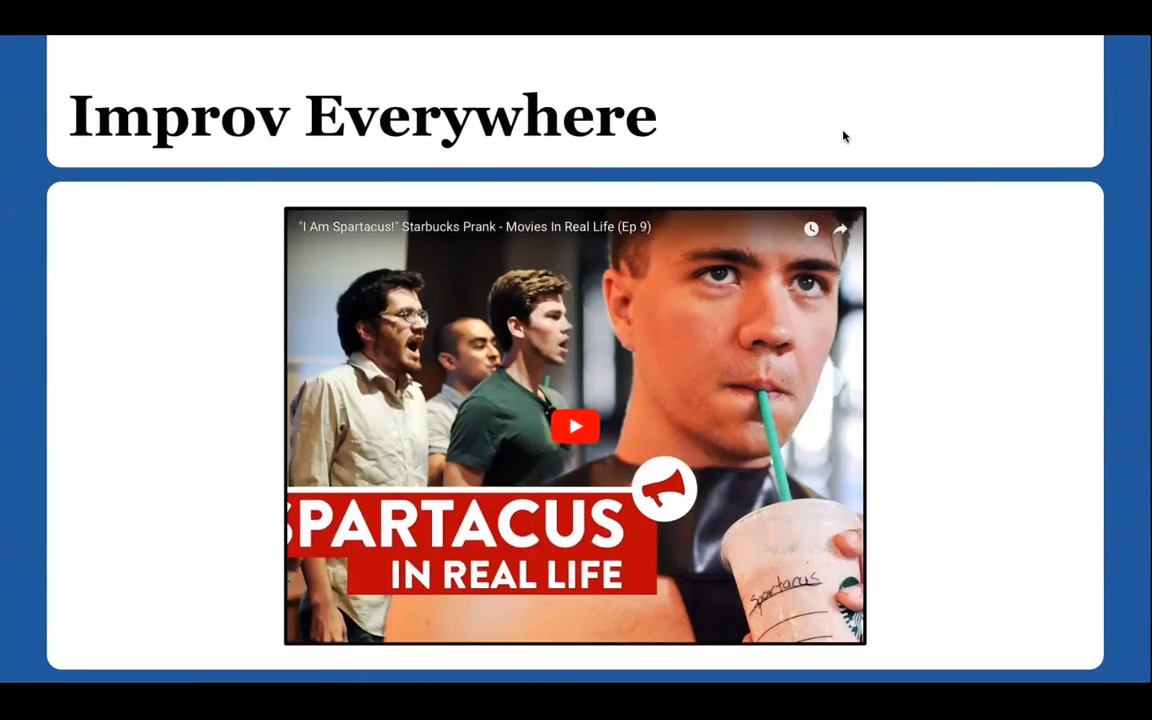 Improv Everywhere
"I Am Spartacus!" Starbucks Prank - Movies In Real Life (Ep 9)
SPARTACUS
IN REAL LIFE
Spartacus